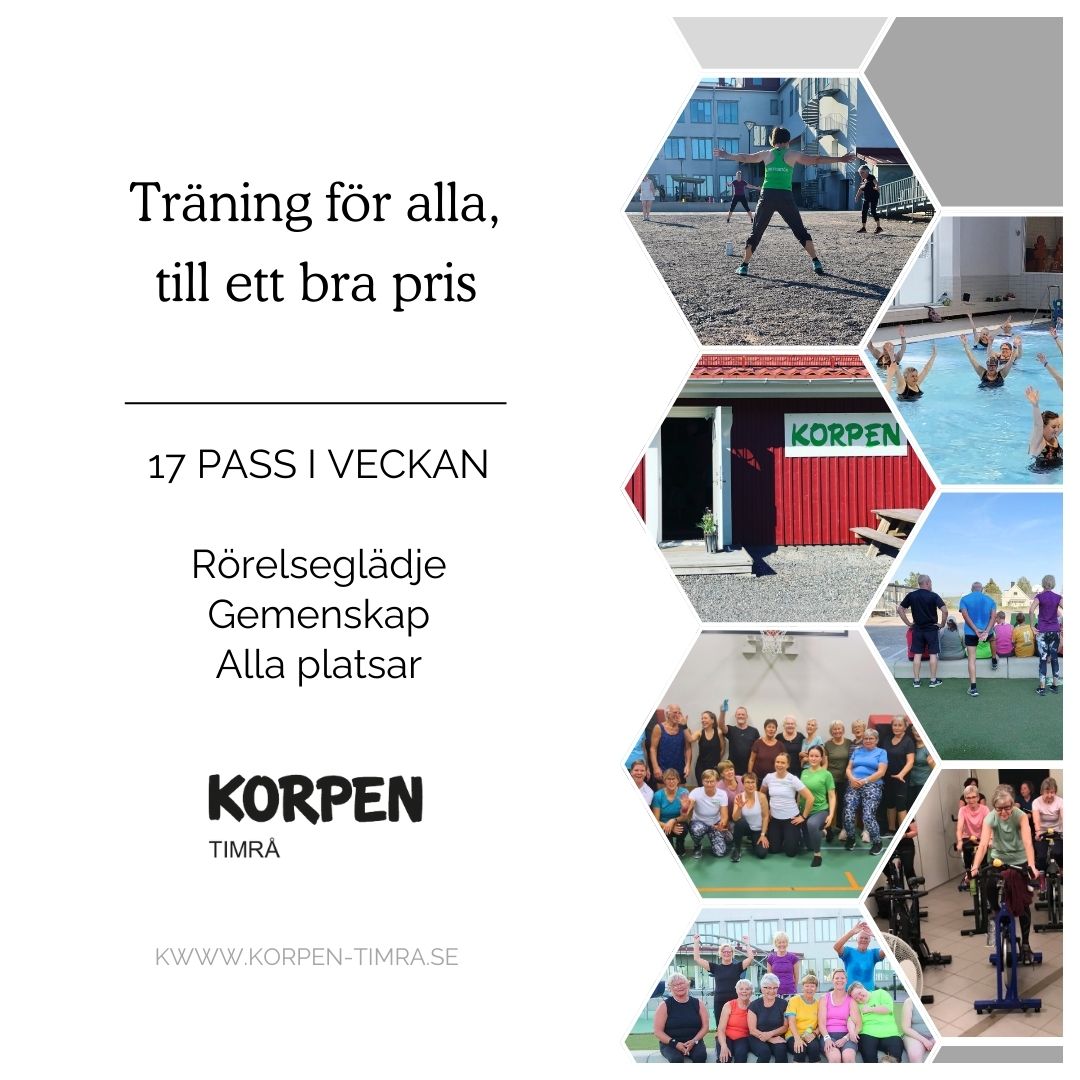 Träning för alla,
till ett bra pris
17 PASS I VECKAN
Rörelseglädje
Gemenskap
Alla platsar
KORPEN
TIMRÅ
KWWW.KORPEN-TIMRA.SE
KORPEN